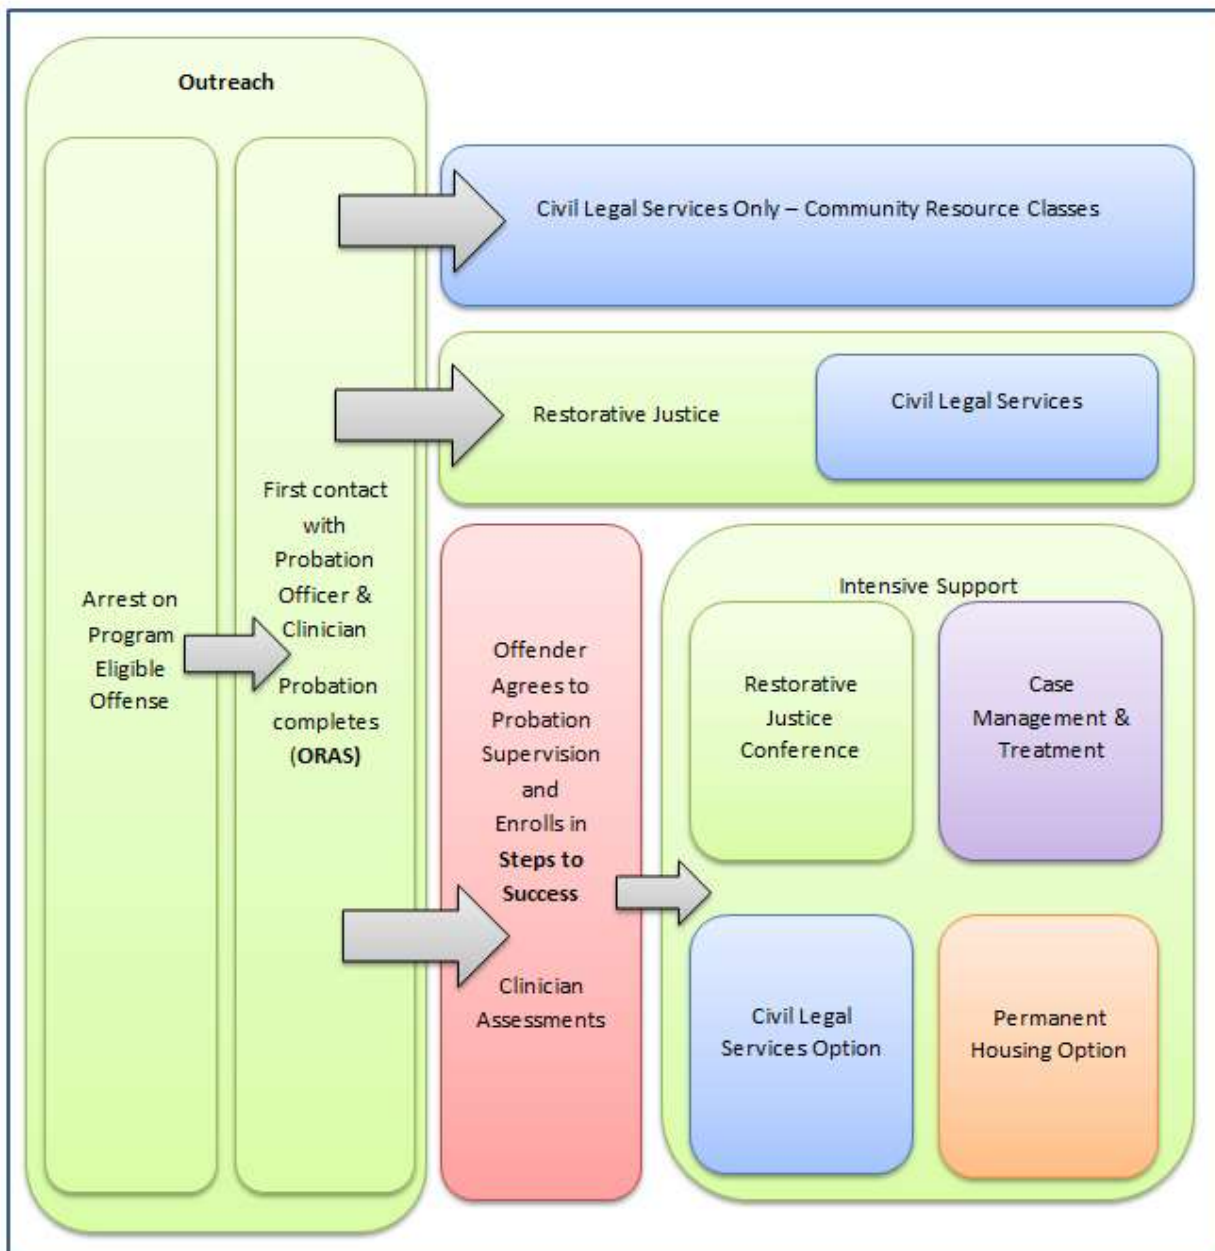 Outreach
Arrest on
Program
Eligible
Offense
First contact
with
Probation
Officer &
Clinician
Probation
completes
(ORAS)
Civil Legal Services Only – Community Resource Classes
Restorative Justice
Civil Legal Services
Offender
Agrees to
Probation
Supervision
and
Enrolls in
Steps to
Success
Clinician
Assessments
Intensive Support
Restorative
Justice
Conference
Case
Management &
Treatment
Civil Legal
Services Option
Permanent
Housing Option